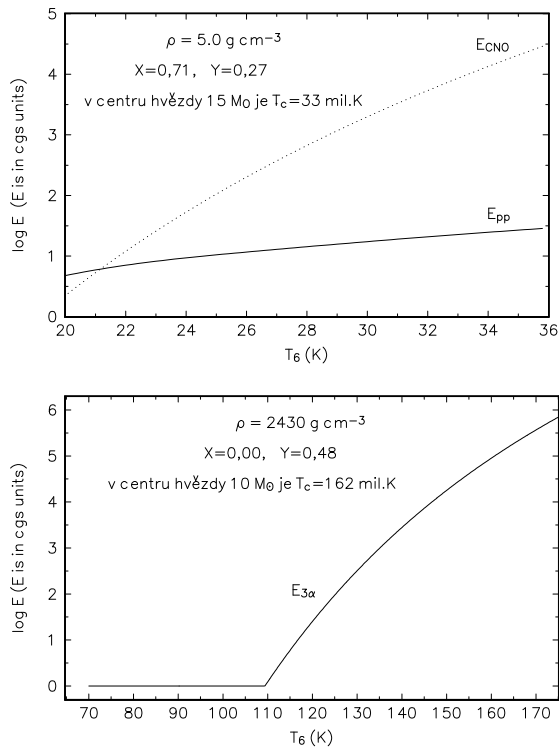 5
4
3
2
1
0
log E (E is in cgs units)
ρ = 5.0 g cm⁻³
X=0,71, Y=0,27
v centru hvězdy 15 M⊙ je T꜀=33 mil.K
E_CNO
E_pp
20 22 24 26 28 30 32 34 36
T₆ (K)
6
5
4
3
2
1
0
log E (E is in cgs units)
ρ = 2430 g cm⁻³
X=0,00, Y=0,48
v centru hvězdy 10 M⊙ je T꜀=162 mil.K
E_3α
70 80 90 100 110 120 130 140 150 160 170
T₆ (K)